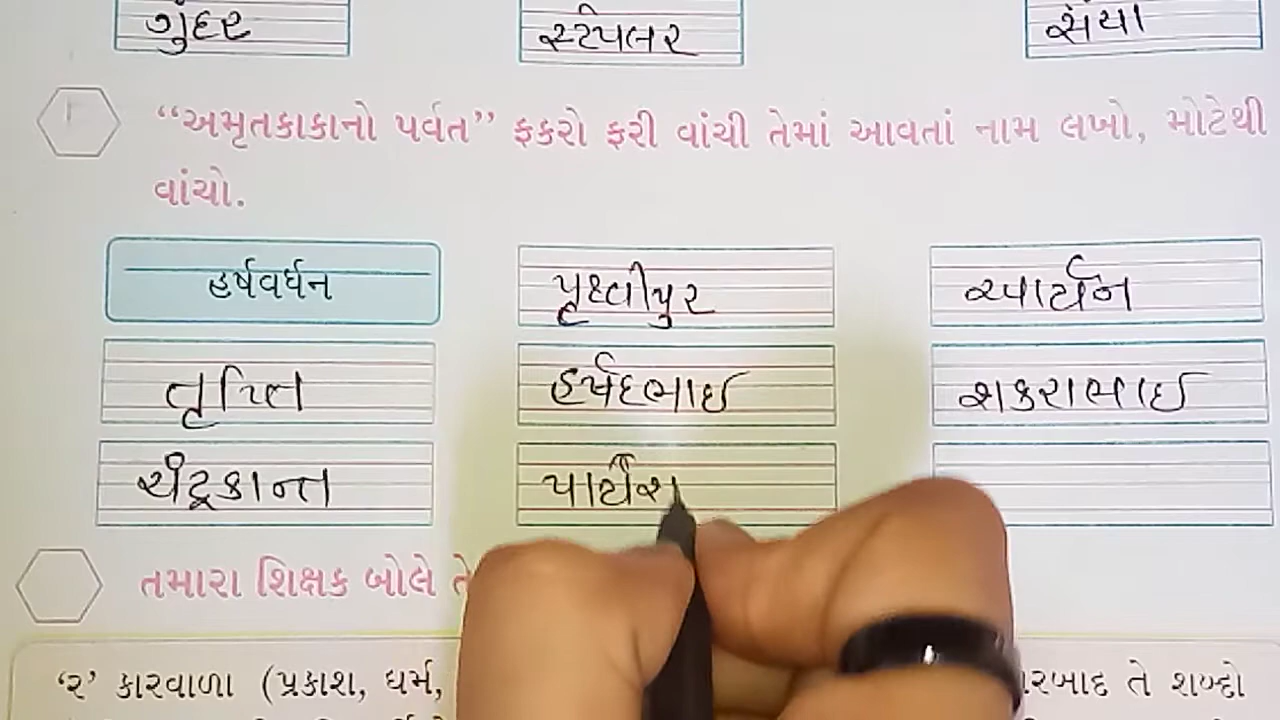 ગુંદર સ્ટેપલર સંચા
“અમૃતકાકાનો પર્વત” ફકરો ફરી વાંચી તેમાં આવતાં નામ લખો, મોટેથી
વાંચો.
હર્ષવર્ધન પૃથ્વીપુર
તૃપ્તિ હર્ષદભાઈ શકરાભાઈ
ચંદ્રકાન્ત
તમારા શિક્ષક બોલે તે
‘ર’ કારવાળા (પ્રકાશ, ધર્મ, તે શબ્દો